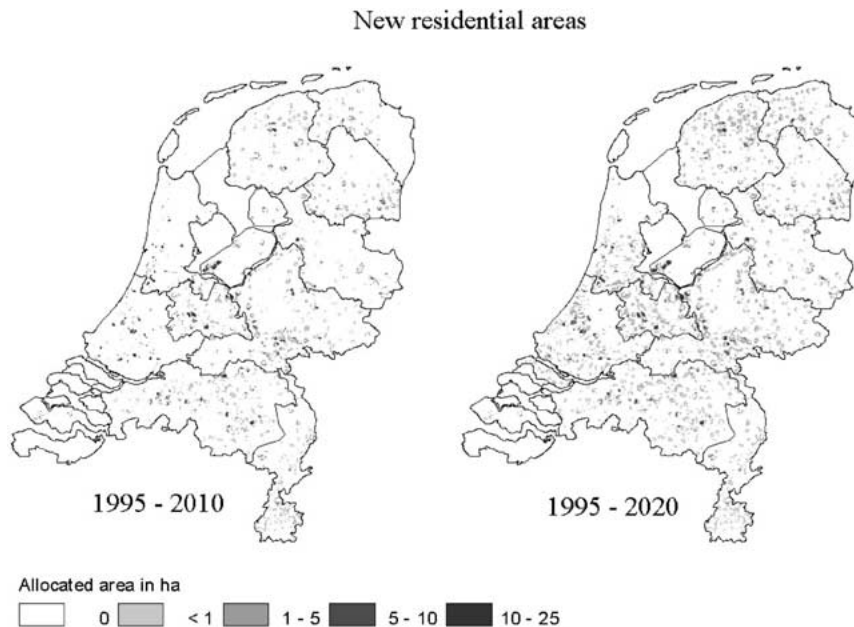 New residential areas
1995 - 2010
1995 - 2020
Allocated area in ha
0 < 1 1 - 5 5 - 10 10 - 25